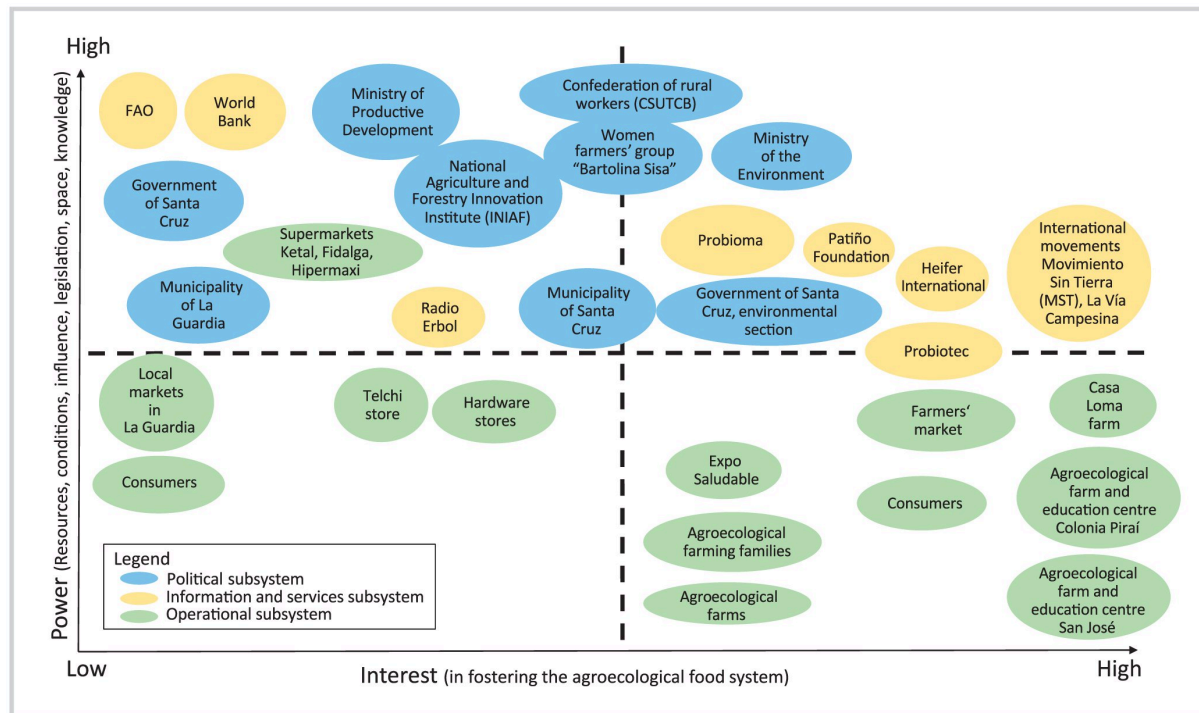 High
Power (Resources, conditions, influence, legislation, space, knowledge)
FAO
World
Bank
Ministry of
Productive
Development
Confederation of rural
workers (CSUTCB)
Women
farmers' group
"Bartolina Sisa"
Ministry
of the
Environment
Government
of Santa
Cruz
National
Agriculture and
Forestry Innovation
Institute (INIAF)
Supermarkets
Ketal, Fidalga,
Hipermaxi
Probioma
Patiño
Foundation
Heifer
International
International
movements
Movimiento
Sin Tierra
(MST), La Vía
Campesina
Municipality
of La
Guardia
Radio
Erbol
Municipality
of Santa
Cruz
Government of Santa
Cruz, environmental
section
Probiotec
Local
markets
in
La Guardia
Telchi
store
Hardware
stores
Farmers‘
market
Casa
Loma
farm
Consumers
Expo
Saludable
Consumers
Agroecological
farm and
education centre
Colonia Piraí
Agroecological
farming families
Agroecological
farms
Agroecological
farm and
education centre
San José
Legend
Political subsystem
Information and services subsystem
Operational subsystem
Low
Interest (in fostering the agroecological food system)
High